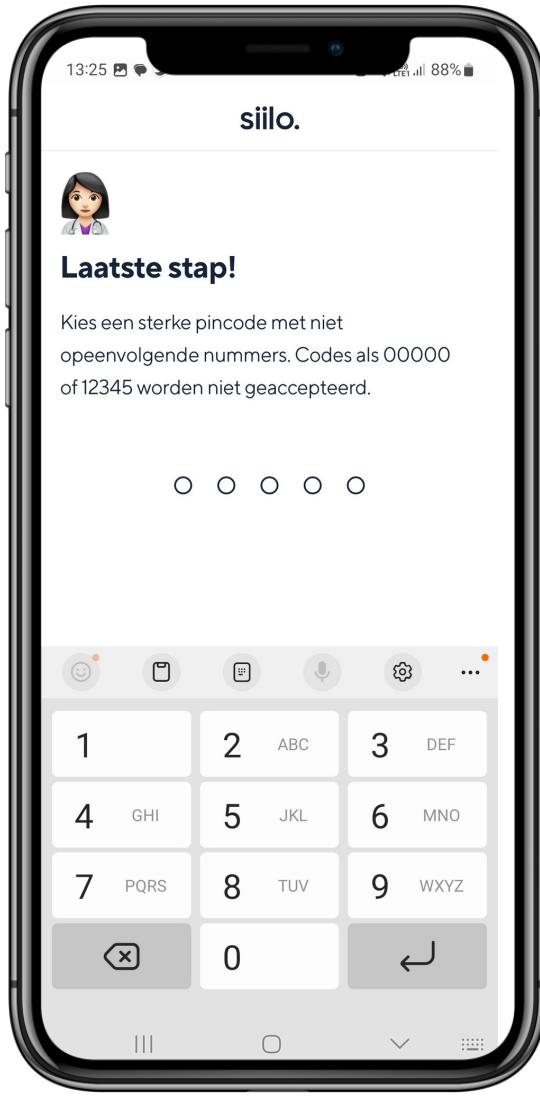 13:25
LTE1 88%
siilo.
Laatste stap!
Kies een sterke pincode met niet
opeenvolgende nummers. Codes als 00000
of 12345 worden niet geaccepteerd.
1 2 ABC 3 DEF
4 GHI 5 JKL 6 MNO
7 PQRS 8 TUV 9 WXYZ
0